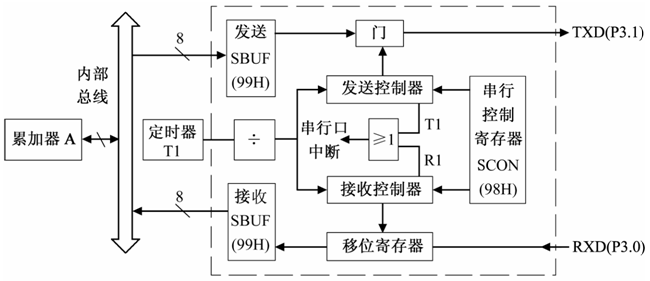 发送
SBUF
(99H)
门
TXD(P3.1)
8
内部
总线
发送控制器
串行
控制
寄存器
SCON
(98H)
累加器 A
定时器
T1
÷
串行口
中断
≥1
T1
R1
接收控制器
8
接收
SBUF
(99H)
移位寄存器
RXD(P3.0)